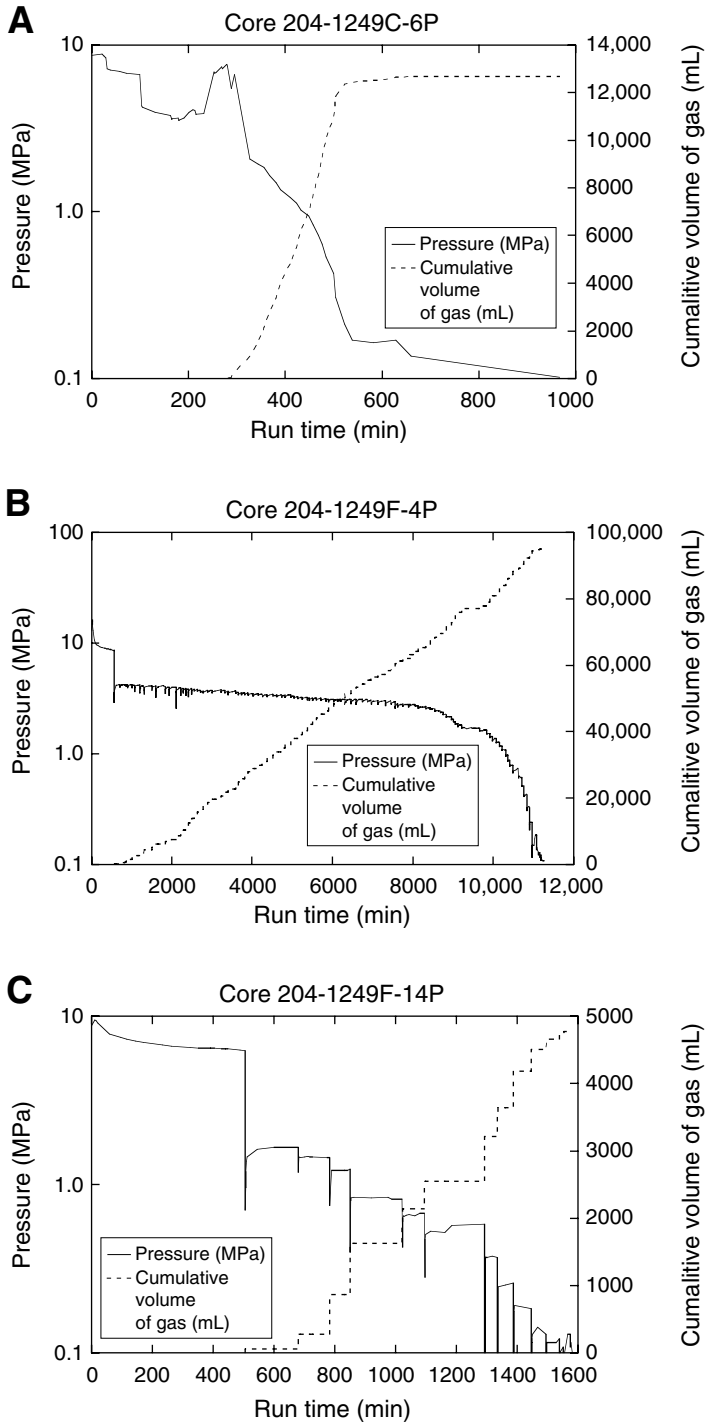 A
Core 204-1249C-6P
10
1.0
0.1
Pressure (MPa)
14,000
12,000
10,000
8000
6000
4000
2000
0
Cumalitive volume of gas (mL)
Pressure (MPa)
Cumulative
volume
of gas (mL)
0 200 400 600 800 1000
Run time (min)
B
Core 204-1249F-4P
100
10
1.0
0.1
Pressure (MPa)
100,000
80,000
60,000
40,000
20,000
0
Cumalitive volume of gas (mL)
Pressure (MPa)
Cumulative
volume
of gas (mL)
0 2000 4000 6000 8000 10,000 12,000
Run time (min)
C
Core 204-1249F-14P
10
1.0
0.1
Pressure (MPa)
5000
4000
3000
2000
1000
0
Cumalitive volume of gas (mL)
Pressure (MPa)
Cumulative
volume
of gas (mL)
0 200 400 600 800 1000 1200 1400 1600
Run time (min)